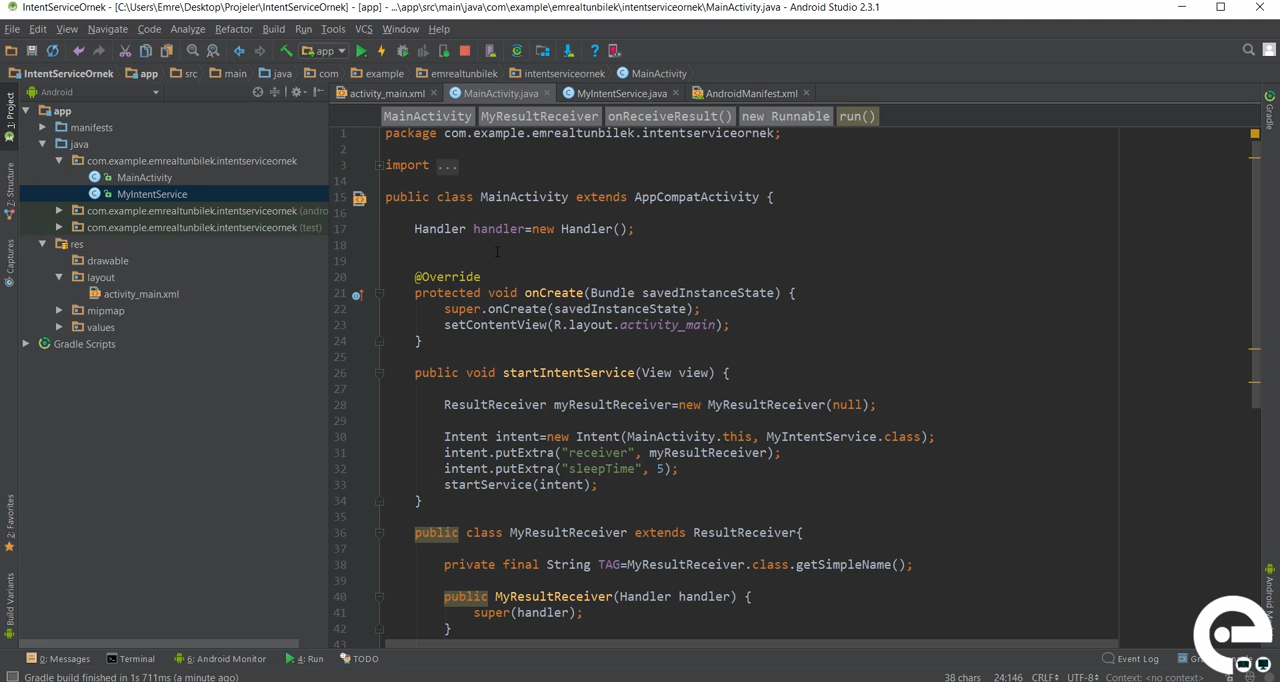 IntentServiceOrnek - [C:\Users\Emre\Desktop\Projeler\IntentServiceOrnek] - [app] - ...\app\src\main\java\com\example\emrealtunbilek\intentserviceornek\MainActivity.java - Android Studio 2.3.1
File Edit View Navigate Code Analyze Refactor Build Run Tools VCS Window Help
app
IntentServiceOrnek app src main java com example emrealtunbilek intentserviceornek MainActivity
Android
activity_main.xml MainActivity.java MyIntentService.java AndroidManifest.xml
MainActivity MyResultReceiver onReceiveResult() new Runnable run()
1: Project
Z: Structure
Captures
2: Favorites
Build Variants
Gradle
app
manifests
java
com.example.emrealtunbilek.intentserviceornek
MainActivity
MyIntentService
com.example.emrealtunbilek.intentserviceornek (andro
com.example.emrealtunbilek.intentserviceornek (test)
res
drawable
layout
activity_main.xml
mipmap
values
Gradle Scripts
1 package com.example.emrealtunbilek.intentserviceornek;
2
3 import ...
14
15 public class MainActivity extends AppCompatActivity {
16
17 Handler handler=new Handler();
18
19
20 @Override
21 protected void onCreate(Bundle savedInstanceState) {
22 super.onCreate(savedInstanceState);
23 setContentView(R.layout.activity_main);
24 }
25
26 public void startIntentService(View view) {
27
28 ResultReceiver myResultReceiver=new MyResultReceiver(null);
29
30 Intent intent=new Intent(MainActivity.this, MyIntentService.class);
31 intent.putExtra("receiver", myResultReceiver);
32 intent.putExtra("sleepTime", 5);
33 startService(intent);
34 }
35
36 public class MyResultReceiver extends ResultReceiver{
37
38 private final String TAG=MyResultReceiver.class.getSimpleName();
39
40 public MyResultReceiver(Handler handler) {
41 super(handler);
42 }
43
0: Messages Terminal 6: Android Monitor 4: Run TODO Event Log
Gradle build finished in 1s 711ms (a minute ago) 38 chars 24:146 CRLF UTF-8 Context: <no context>